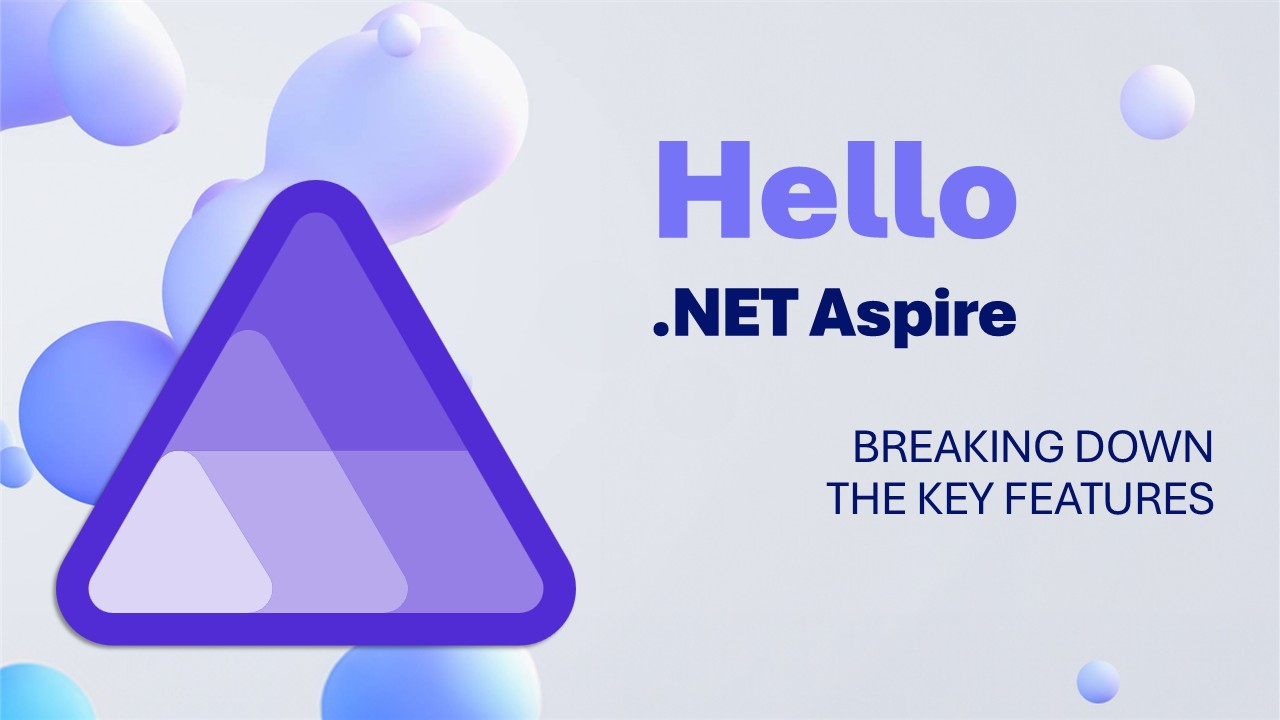 Hello
.NET Aspire
BREAKING DOWN
THE KEY FEATURES